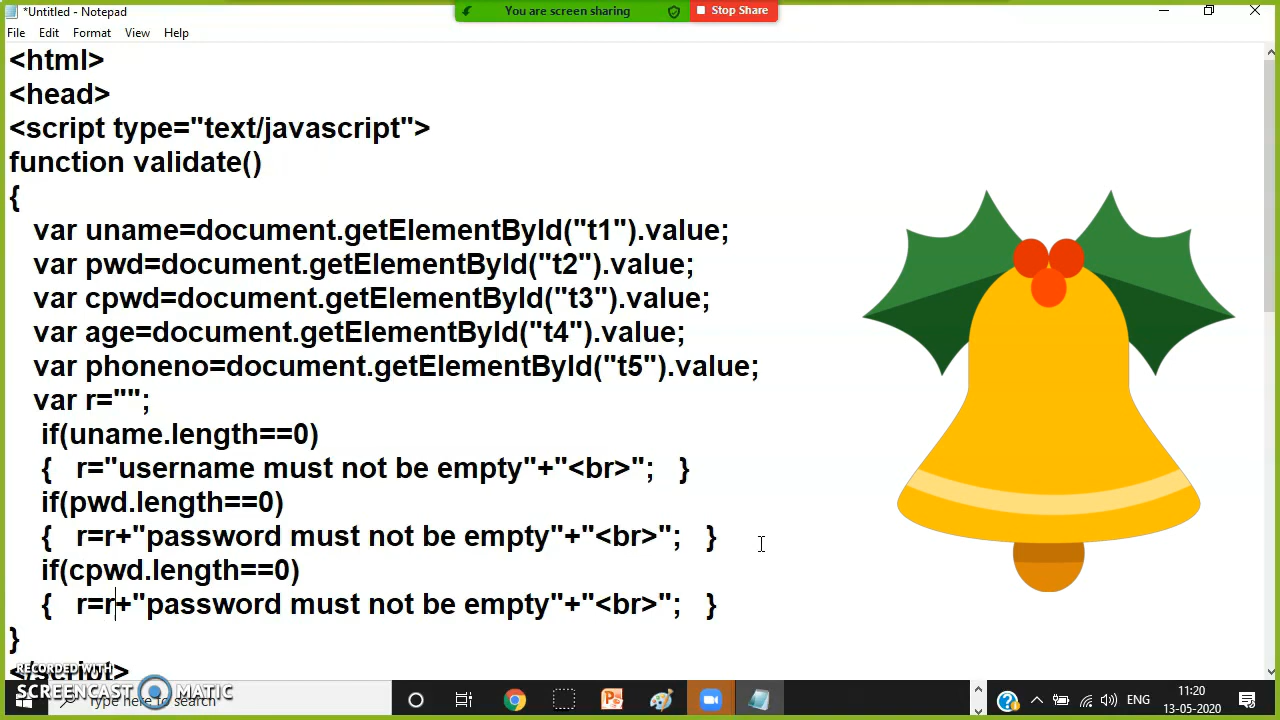 *Untitled - Notepad
You are screen sharing
Stop Share
File Edit Format View Help
<html>
<head>
<script type="text/javascript">
function validate()
{
var uname=document.getElementById("t1").value;
var pwd=document.getElementById("t2").value;
var cpwd=document.getElementById("t3").value;
var age=document.getElementById("t4").value;
var phoneno=document.getElementById("t5").value;
var r="";
if(uname.length==0)
{ r="username must not be empty"+"<br>"; }
if(pwd.length==0)
{ r=r+"password must not be empty"+"<br>"; }
if(cpwd.length==0)
{ r=r+"password must not be empty"+"<br>"; }
}
</script>
RECORDED WITH
SCREENCAST MATIC
Type here to search
ENG
11:20
13-05-2020